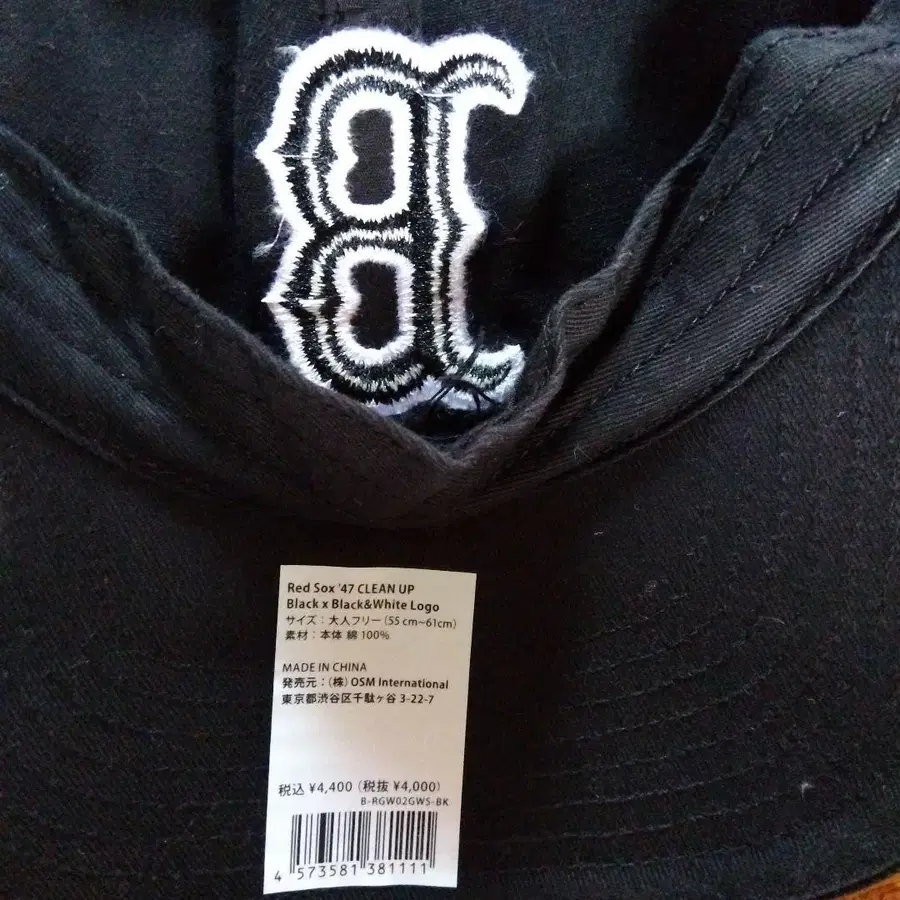 B
Red Sox '47 CLEAN UP
Black x Black&White Logo
サイズ：大人フリー（55 cm~61cm）
素材：本体 綿 100%
MADE IN CHINA
発売元：（株）OSM International
東京都渋谷区千駄ヶ谷 3-22-7
税込 ¥4,400（税抜 ¥4,000）
B-RGW02GWS-BK
4 573581 381111